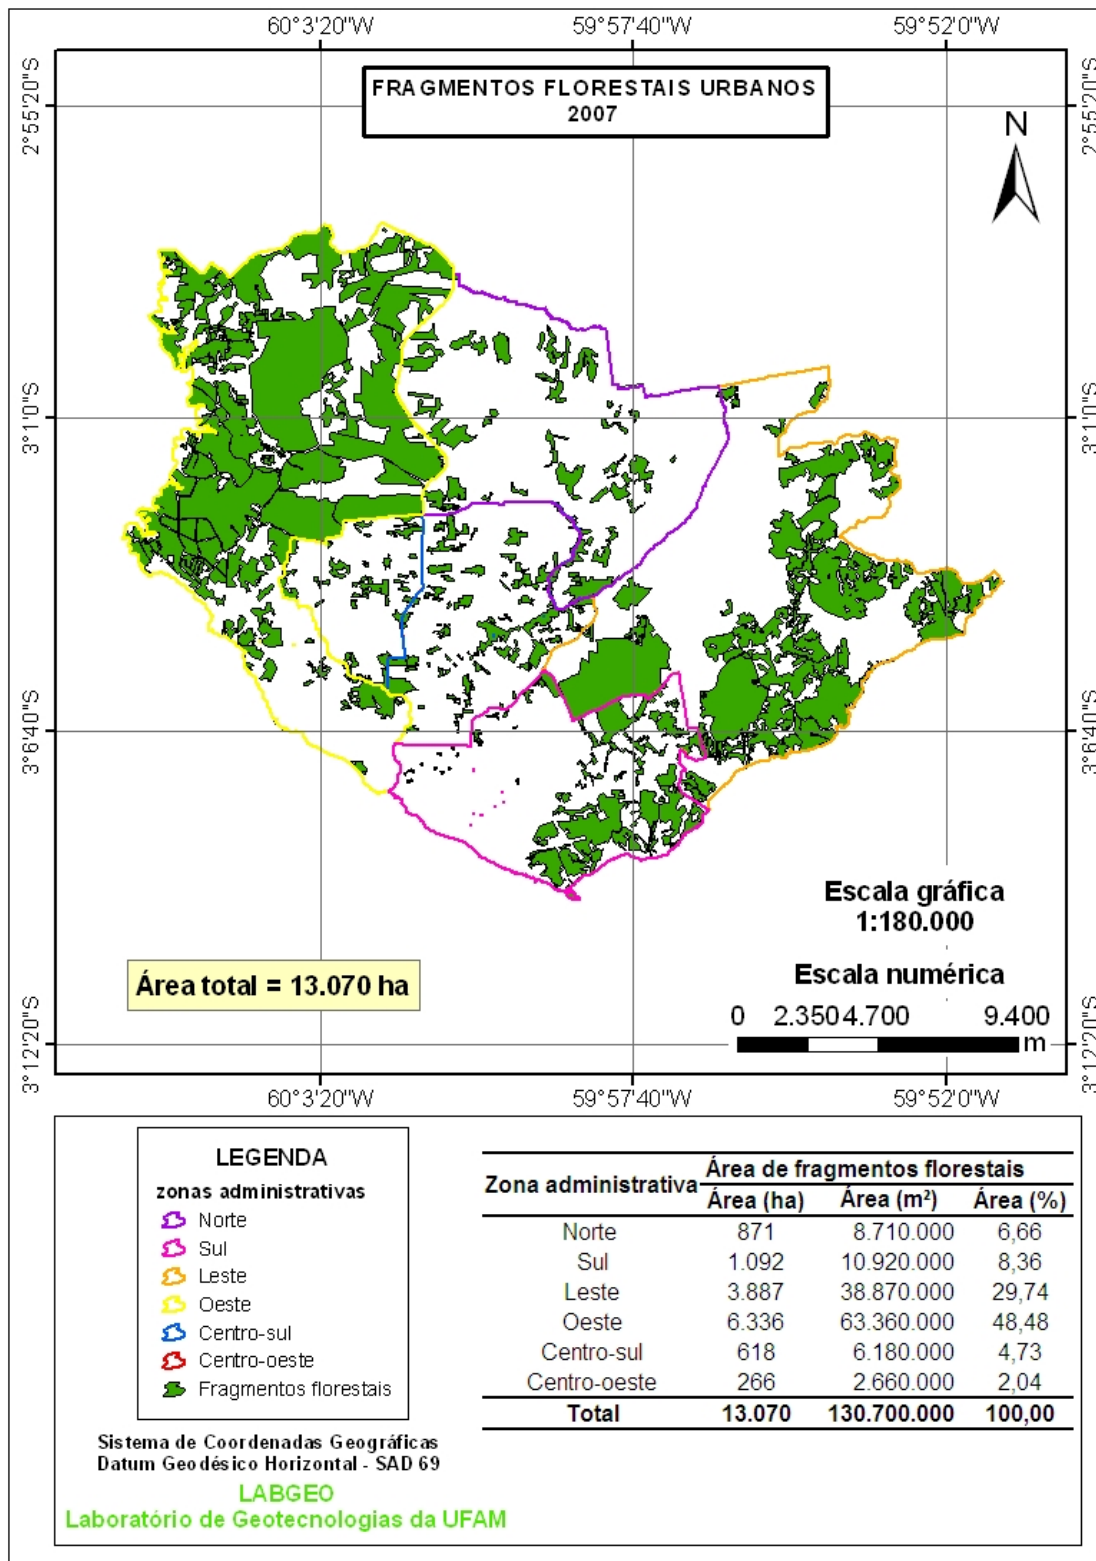 60°3'20"W 59°57'40"W 59°52'0"W
2°55'20"S 2°55'20"S
FRAGMENTOS FLORESTAIS URBANOS
2007
N
3°1'0"S 3°1'0"S
3°6'40"S 3°6'40"S
Escala gráfica
1:180.000
Área total = 13.070 ha
Escala numérica
0 2.350 4.700 9.400
m
3°12'20"S 3°12'20"S
60°3'20"W 59°57'40"W 59°52'0"W
LEGENDA
zonas administrativas
Norte
Sul
Leste
Oeste
Centro-sul
Centro-oeste
Fragmentos florestais
Sistema de Coordenadas Geográficas
Datum Geodésico Horizontal - SAD 69
LABGEO
Laboratório de Geotecnologias da UFAM
Zona administrativa Área de fragmentos florestais
Área (ha) Área (m²) Área (%)
Norte 871 8.710.000 6,66
Sul 1.092 10.920.000 8,36
Leste 3.887 38.870.000 29,74
Oeste 6.336 63.360.000 48,48
Centro-sul 618 6.180.000 4,73
Centro-oeste 266 2.660.000 2,04
Total 13.070 130.700.000 100,00